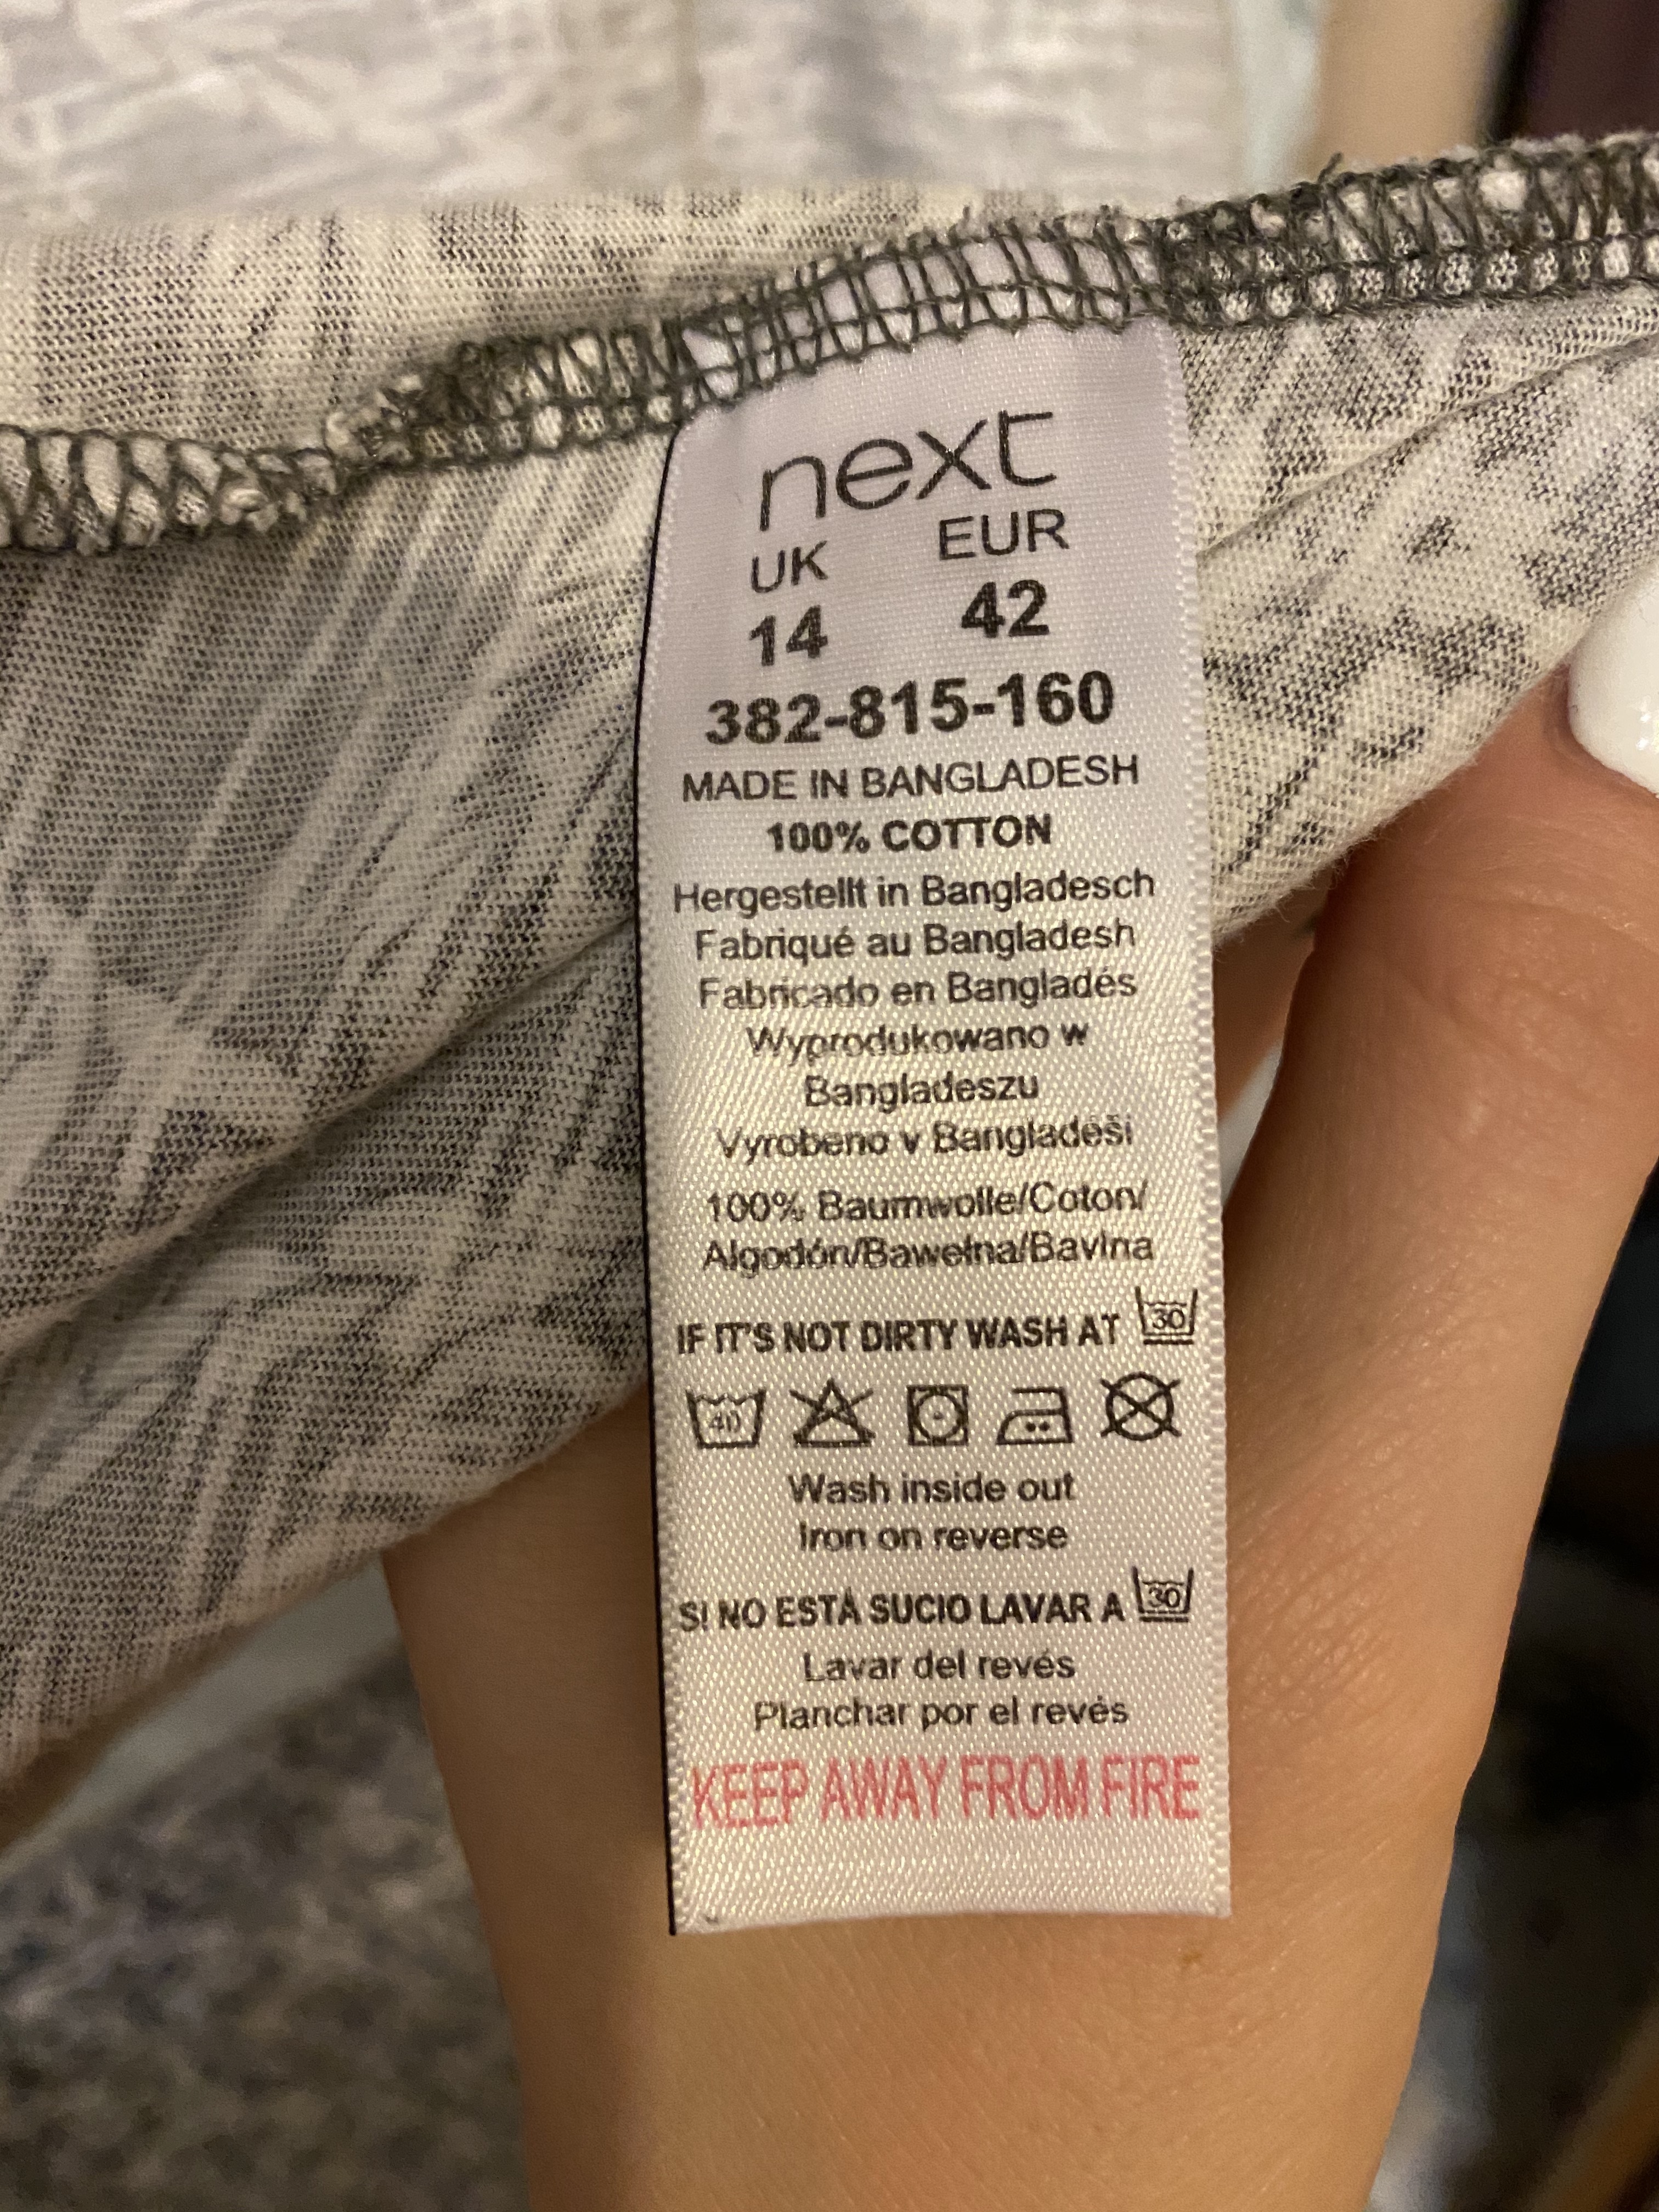 next
UK EUR
14 42
382-815-160
MADE IN BANGLADESH
100% COTTON
Hergestellt in Bangladesch
Fabriqué au Bangladesh
Fabricado en Bangladés
Wyprodukowano w
Bangladeszu
Vyrobeno v Bangladéši
100% Baumwolle/Coton/
Algodón/Bawełna/Bavlna
IF IT'S NOT DIRTY WASH AT 30
40
Wash inside out
Iron on reverse
SI NO ESTÁ SUCIO LAVAR A 30
Lavar del revés
Planchar por el revés
KEEP AWAY FROM FIRE